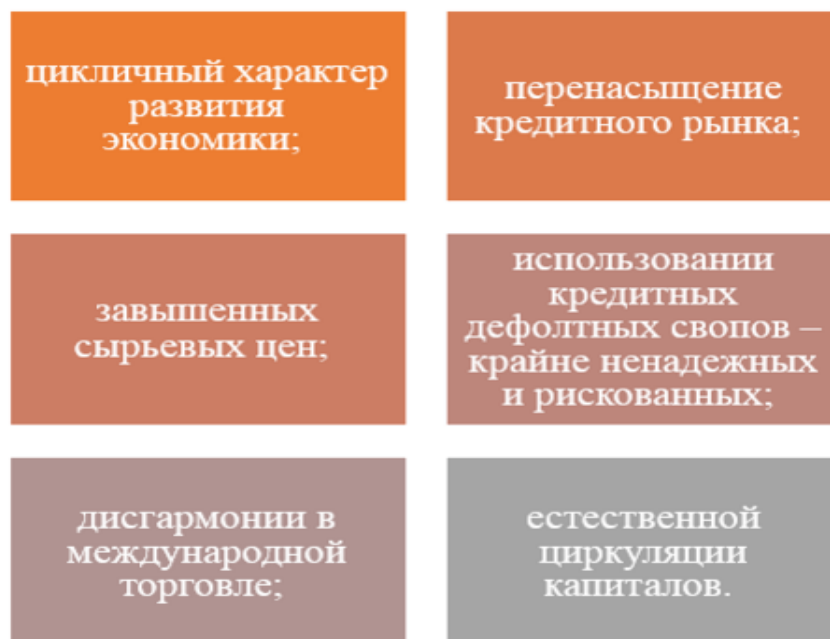 цикличный характер
развития
экономики;
перенасыщение
кредитного рынка;
завышенных
сырьевых цен;
использовании
кредитных
дефолтных свопов –
крайне ненадежных
и рискованных;
дисгармонии в
международной
торговле;
естественной
циркуляции
капиталов.